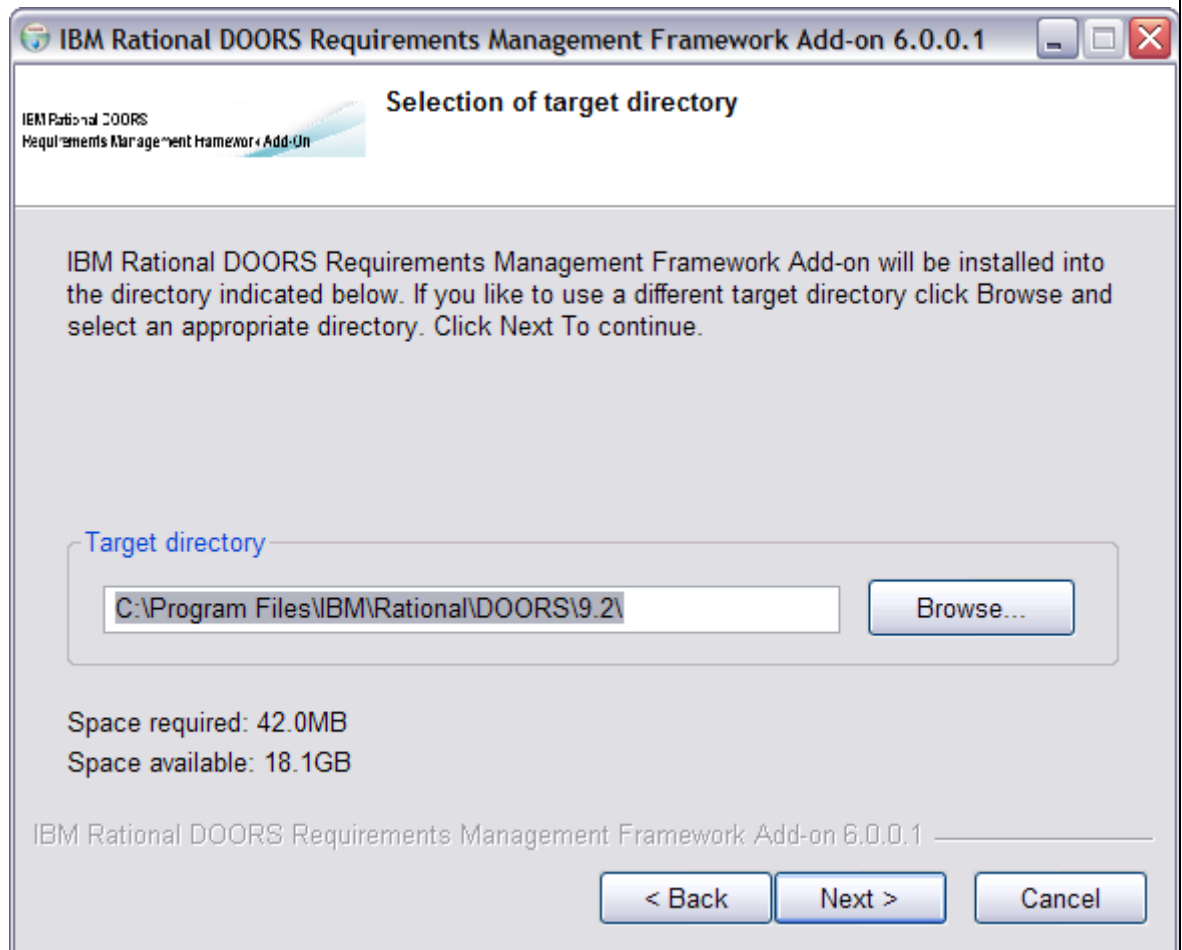 IBM Rational DOORS Requirements Management Framework Add-on 6.0.0.1
IBM Rational DOORS
Requirements Management Framework Add-On
Selection of target directory
IBM Rational DOORS Requirements Management Framework Add-on will be installed into
the directory indicated below. If you like to use a different target directory click Browse and
select an appropriate directory. Click Next To continue.
Target directory
C:\Program Files\IBM\Rational\DOORS\9.2\
Browse...
Space required: 42.0MB
Space available: 18.1GB
IBM Rational DOORS Requirements Management Framework Add-on 6.0.0.1
< Back
Next >
Cancel